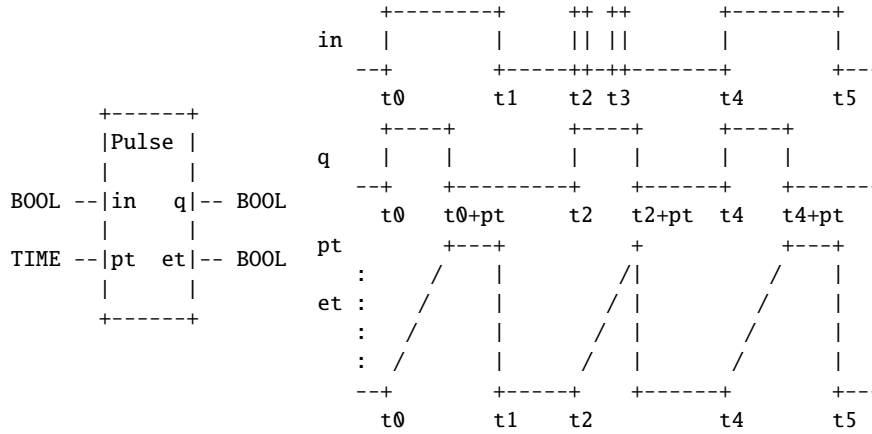 in
t0 t1 t2 t3 t4 t5
Pulse
q
BOOL in q BOOL
t0 t0+pt t2 t2+pt t4 t4+pt
pt
TIME pt et BOOL
et
t0 t1 t2 t4 t5